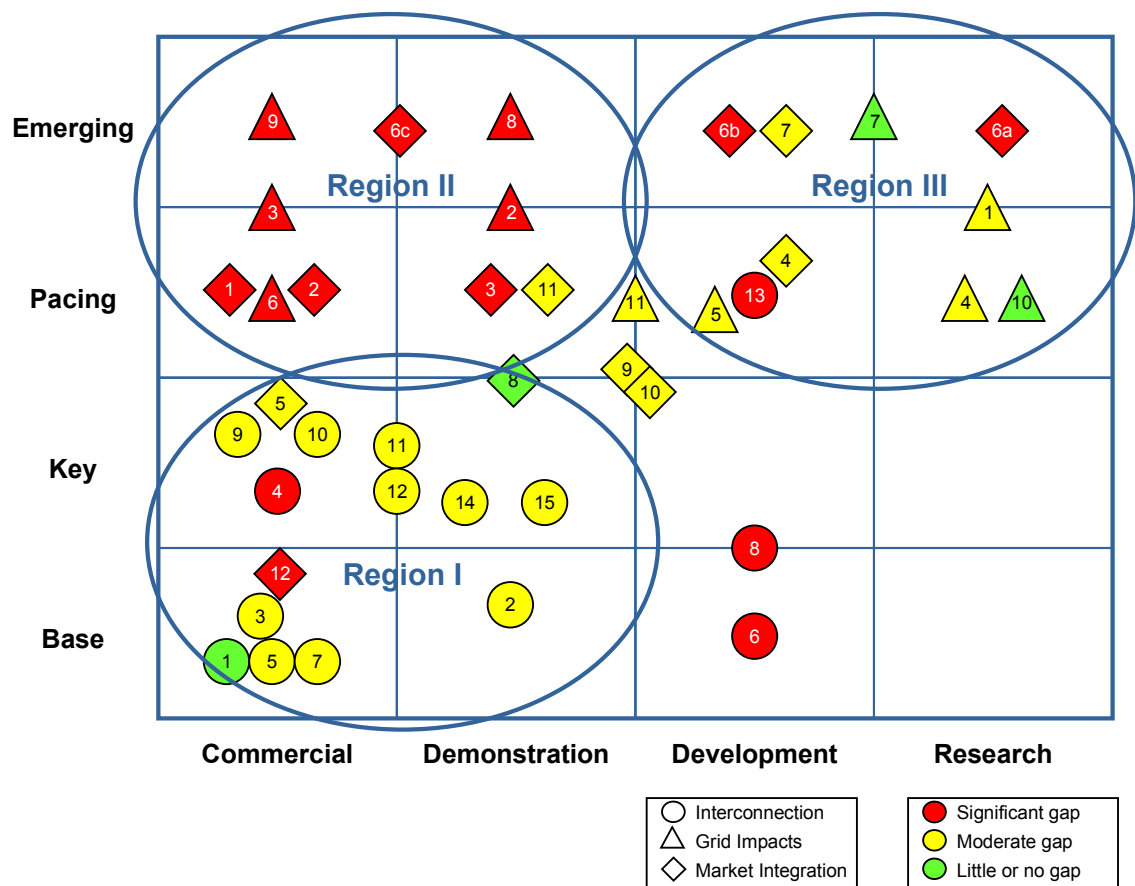 Emerging
9
6c
8
6b
7
7
6a
Region II
Region III
3
2
1
Pacing
1
6
2
3
11
11
5
13
4
4
10
8
9
10
Key
5
9
10
11
4
12
14
15
8
12
Region I
Base
3
2
1
5
7
6
Commercial
Demonstration
Development
Research
Interconnection
Grid Impacts
Market Integration
Significant gap
Moderate gap
Little or no gap